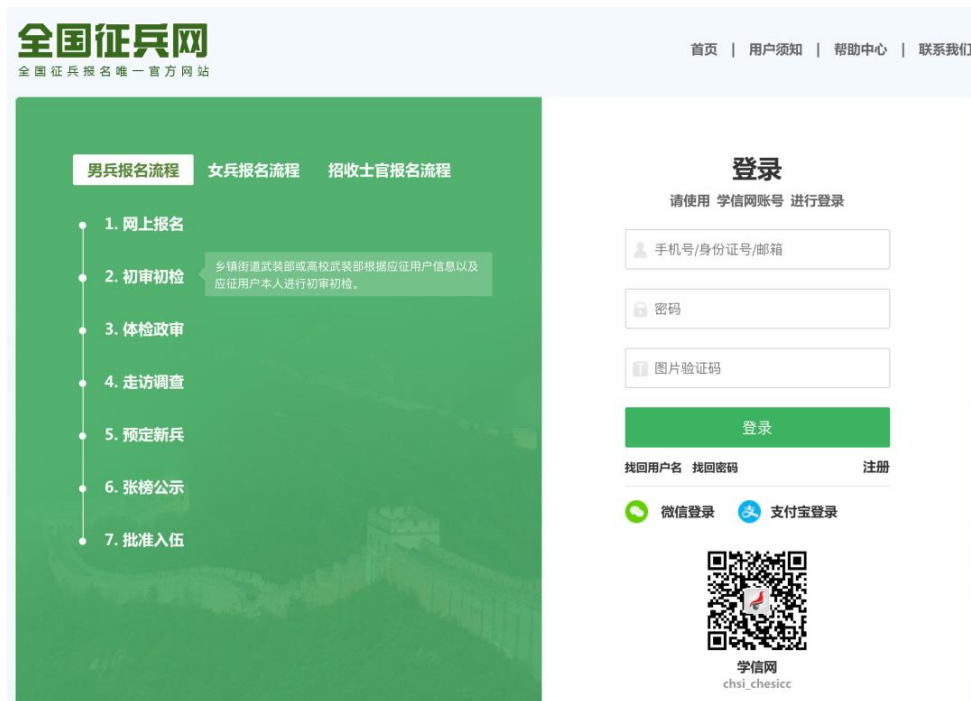 全国征兵网
全国征兵报名唯一官方网站
首页 | 用户须知 | 帮助中心 | 联系我们
男兵报名流程 女兵报名流程 招收士官报名流程
1. 网上报名
2. 初审初检
乡镇街道武装部或高校武装部根据应征用户信息以及
应征用户本人进行初审初检。
3. 体检政审
4. 走访调查
5. 预定新兵
6. 张榜公示
7. 批准入伍
登录
请使用 学信网账号 进行登录
手机号/身份证号/邮箱
密码
T 图片验证码
登录
找回用户名 找回密码 注册
微信登录 支付宝登录
学信网
chsi_chesicc